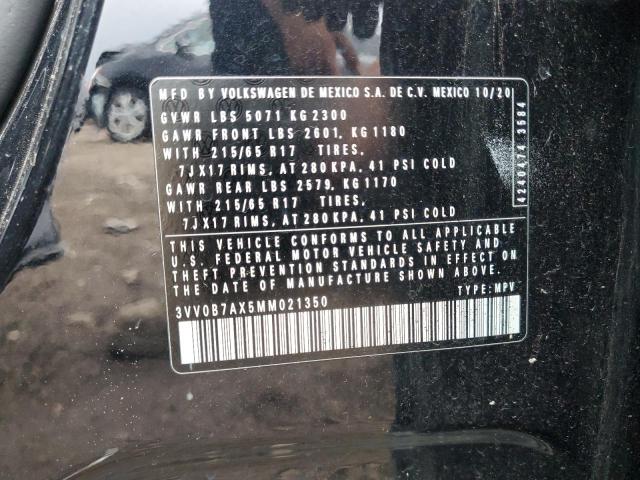 MFD BY VOLKSWAGEN DE MEXICO S.A. DE C.V. MEXICO 10/20
GVWR LBS 5071 KG 2300
GAWR FRONT LBS 2601, KG 1180
WITH 215/65 R17 TIRES,
7JX17 RIMS, AT 280 KPA, 41 PSI COLD
GAWR REAR LBS 2579, KG 1170
WITH 215/65 R17 TIRES,
7JX17 RIMS, AT 280 KPA, 41 PSI COLD
THIS VEHICLE CONFORMS TO ALL APPLICABLE
U.S. FEDERAL MOTOR VEHICLE SAFETY AND
THEFT PREVENTION STANDARDS IN EFFECT ON
THE DATE OF MANUFACTURE SHOWN ABOVE.
3VV0B7AX5MM021350 TYPE: MPV
4240474 3584